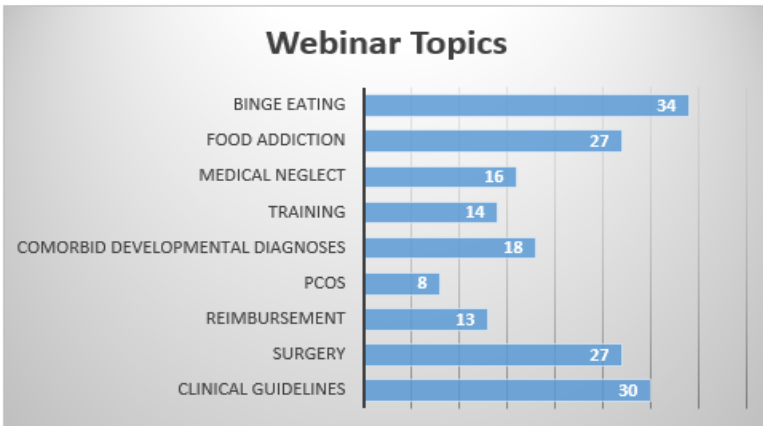 Webinar Topics
BINGE EATING 34
FOOD ADDICTION 27
MEDICAL NEGLECT 16
TRAINING 14
COMORBID DEVELOPMENTAL DIAGNOSES 18
PCOS 8
REIMBURSEMENT 13
SURGERY 27
CLINICAL GUIDELINES 30